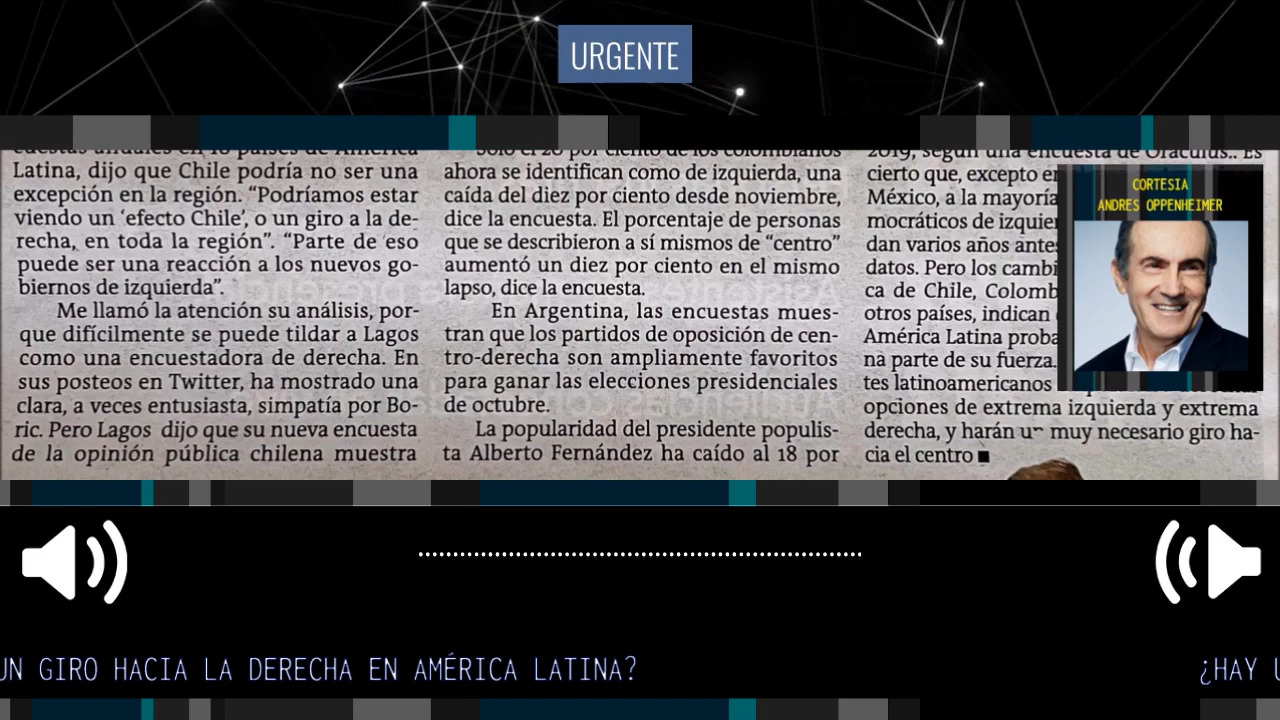 URGENTE
Latina, dijo que Chile podría no ser una
excepción en la región. “Podríamos estar
viendo un ‘efecto Chile’, o un giro a la de-
recha, en toda la región”. “Parte de eso
puede ser una reacción a los nuevos go-
biernos de izquierda”.
Me llamó la atención su análisis, por-
que difícilmente se puede tildar a Lagos
como una encuestadora de derecha. En
sus posteos en Twitter, ha mostrado una
clara, a veces entusiasta, simpatía por Bo-
ric. Pero Lagos dijo que su nueva encuesta
de la opinión pública chilena muestra
Solo el 20 por ciento de los colombianos
ahora se identifican como de izquierda, una
caída del diez por ciento desde noviembre,
dice la encuesta. El porcentaje de personas
que se describieron a sí mismos de “centro”
aumentó un diez por ciento en el mismo
lapso, dice la encuesta.
En Argentina, las encuestas mues-
tran que los partidos de oposición de cen-
tro-derecha son ampliamente favoritos
para ganar las elecciones presidenciales
de octubre.
La popularidad del presidente populis-
ta Alberto Fernández ha caído al 18 por
2019, según una encuesta de Oráculus.. Es
cierto que, excepto en
México, a la mayoría
mocráticos de izquier
dan varios años antes
datos. Pero los cambi
ca de Chile, Colomb
otros países, indican
América Latina proba
na parte de su fuerza.
tes latinoamericanos
opciones de extrema izquierda y extrema
derecha, y harán un muy necesario giro ha-
cia el centro ■
CORTESIA
ANDRES OPPENHEIMER
UN GIRO HACIA LA DERECHA EN AMÉRICA LATINA?
¿HAY U